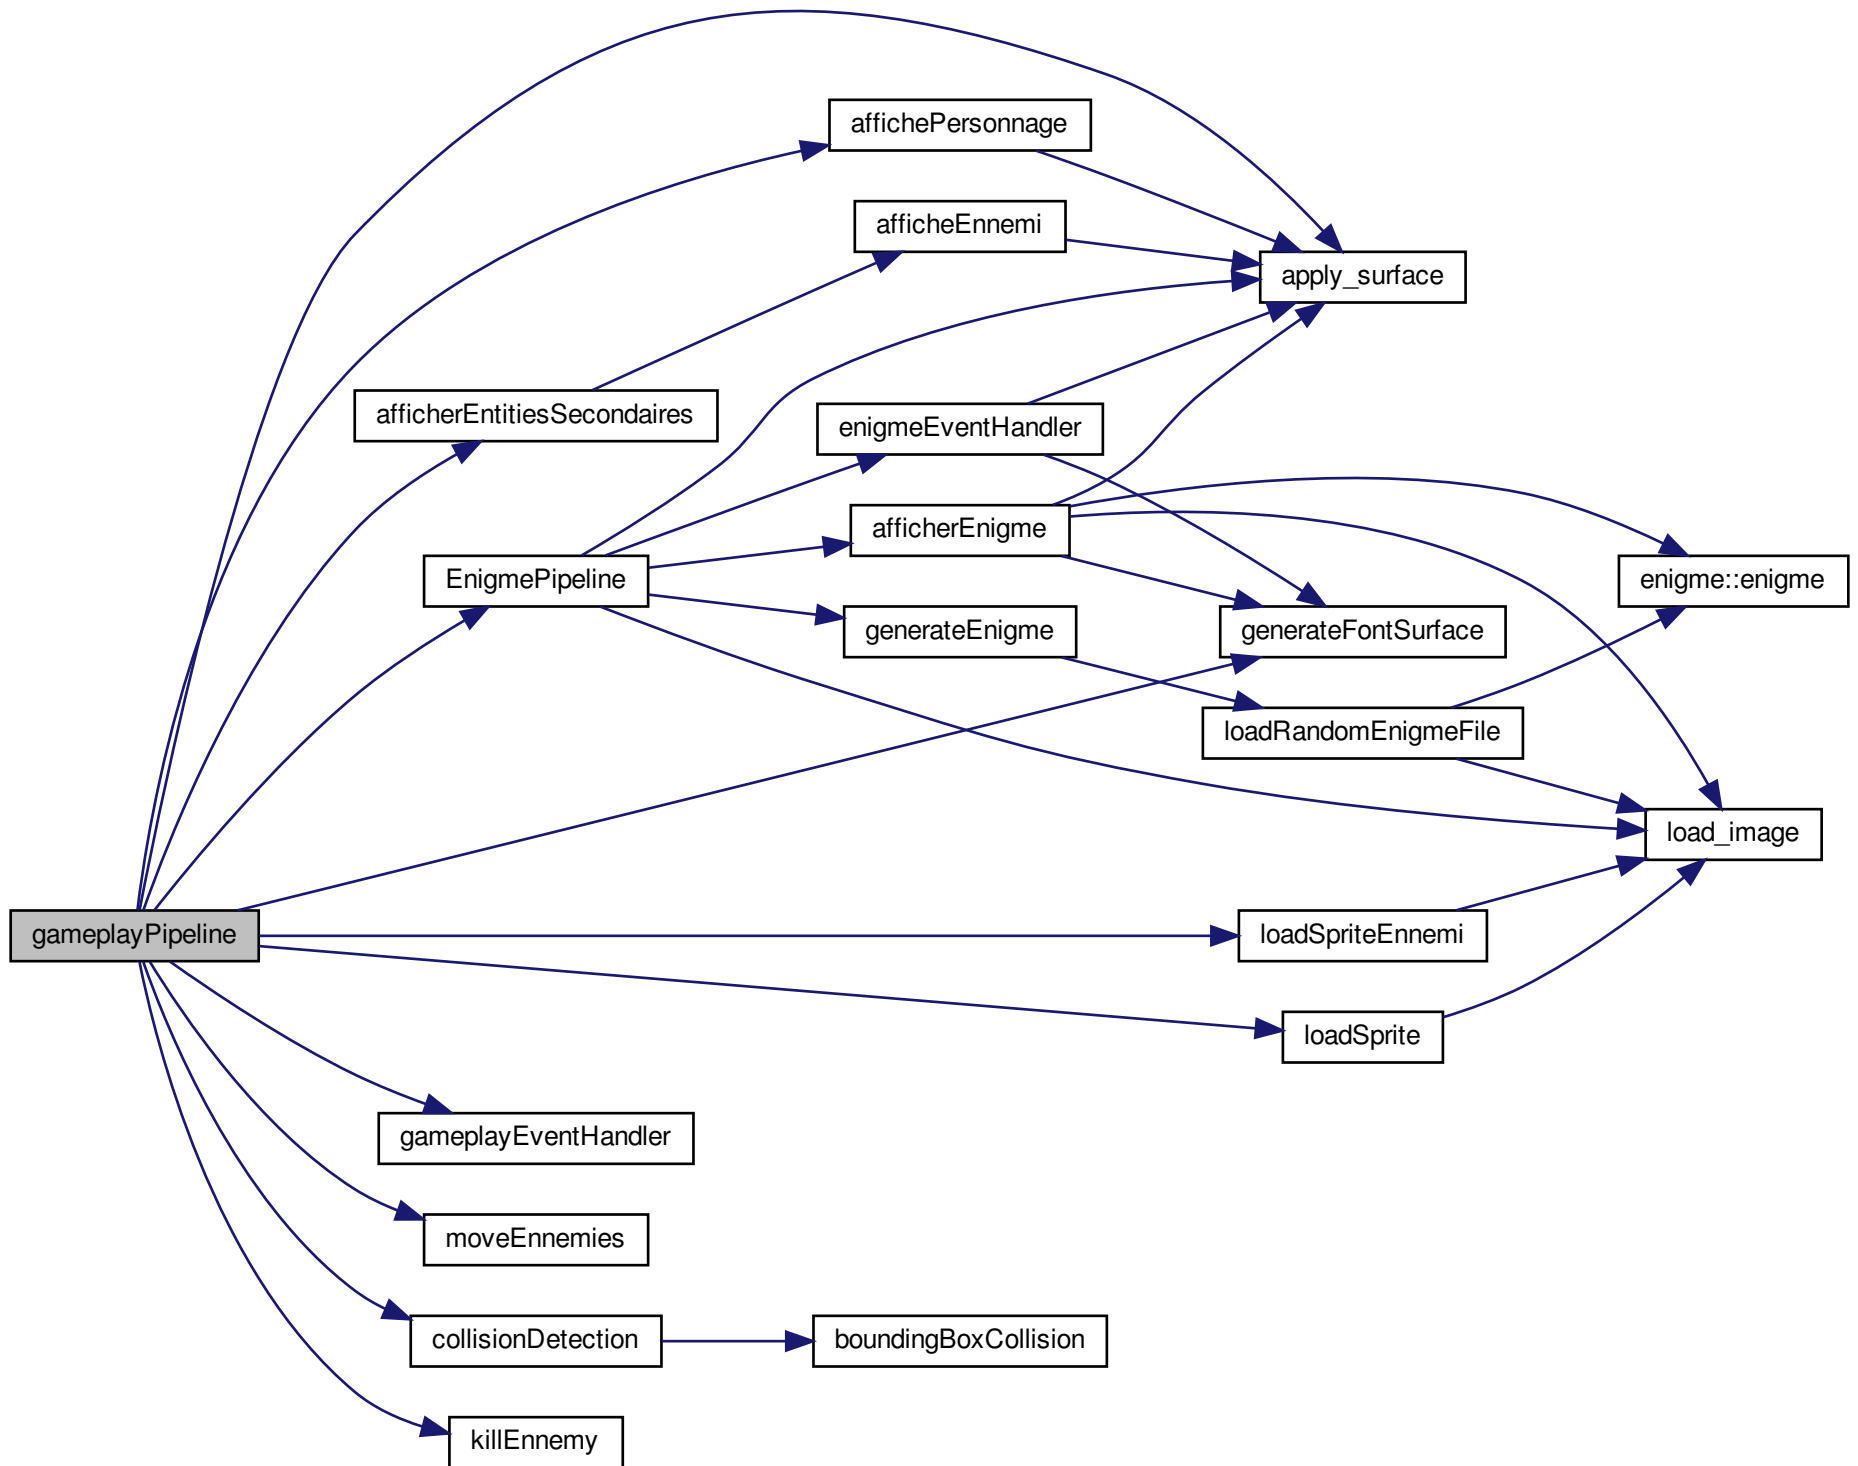 affichePersonnage
afficheEnnemi
apply_surface
afficherEntitiesSecondaires
enigmeEventHandler
afficherEnigme
EnigmePipeline
enigme::enigme
generateEnigme
generateFontSurface
loadRandomEnigmeFile
load_image
gameplayPipeline
loadSpriteEnnemi
loadSprite
gameplayEventHandler
moveEnnemies
collisionDetection
boundingBoxCollision
killEnnemy